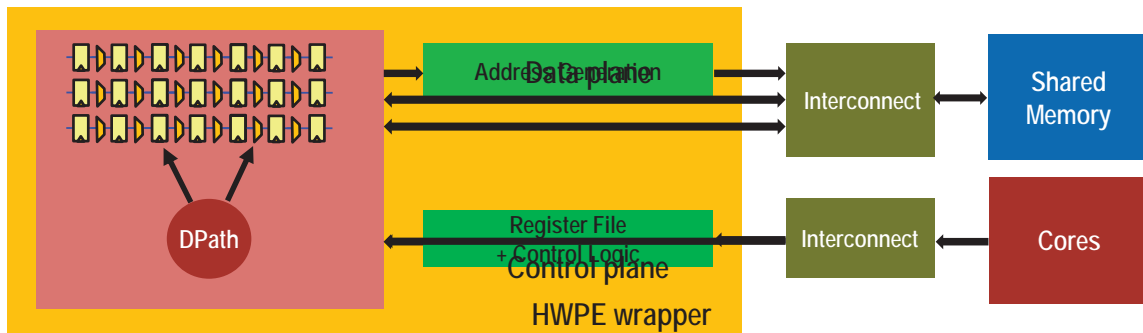 Address Generation
Data plane
Interconnect
Shared
Memory
DPath
Register File
+ Control Logic
Control plane
Interconnect
Cores
HWPE wrapper